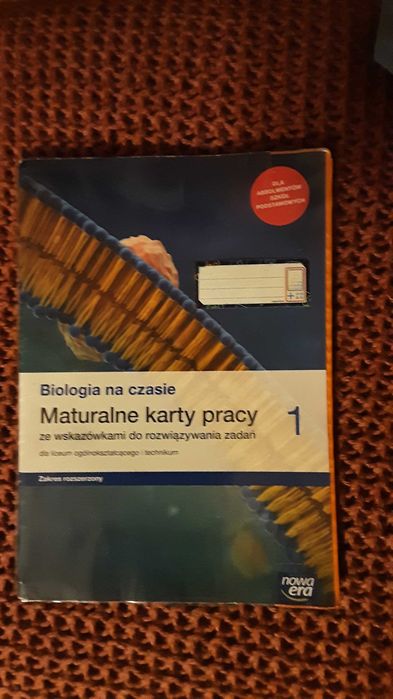 DLA
ABSOLWENTÓW
SZKÓŁ
PODSTAWOWYCH
Biologia na czasie
Maturalne karty pracy 1
ze wskazówkami do rozwiązywania zadań
dla liceum ogólnokształcącego i technikum
Zakres rozszerzony
nowa
era